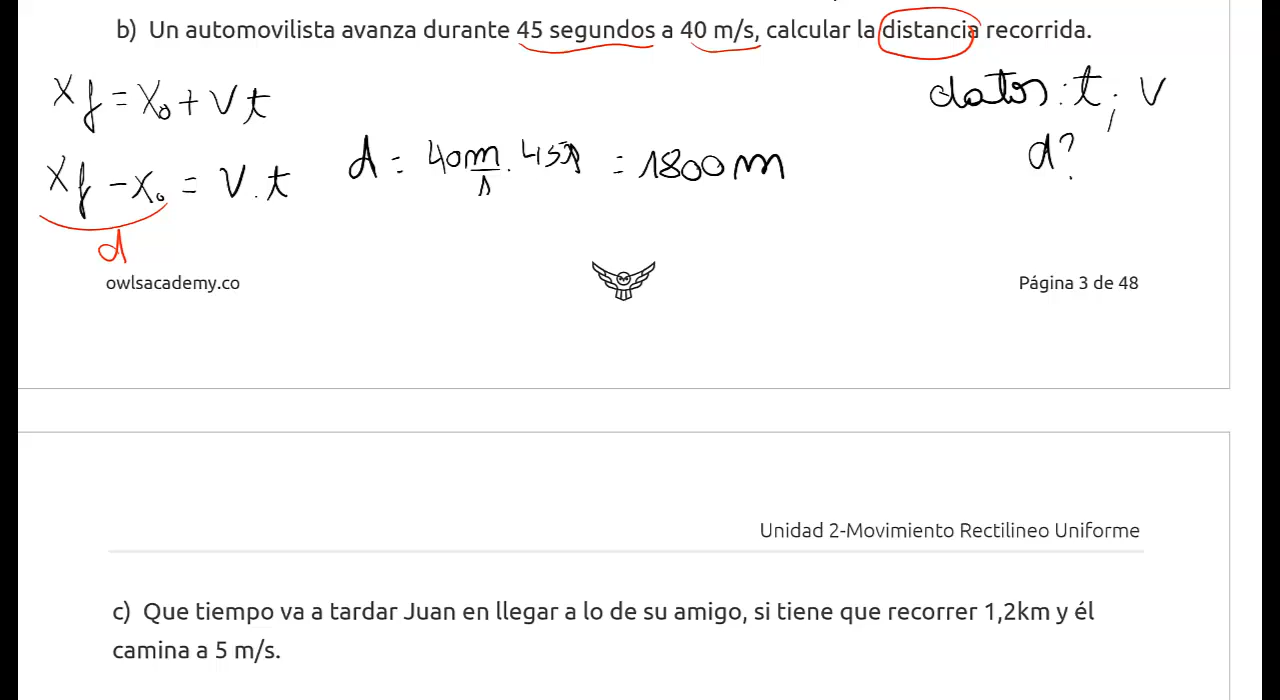 b) Un automovilista avanza durante 45 segundos a 40 m/s, calcular la distancia recorrida.
datos: t; v
d?
xf = x₀ + v t
xf - x₀ = v. t
d
d = 40 m/s . 45 s = 1800 m
owlsacademy.co
Página 3 de 48
Unidad 2-Movimiento Rectilineo Uniforme
c) Que tiempo va a tardar Juan en llegar a lo de su amigo, si tiene que recorrer 1,2km y él
camina a 5 m/s.